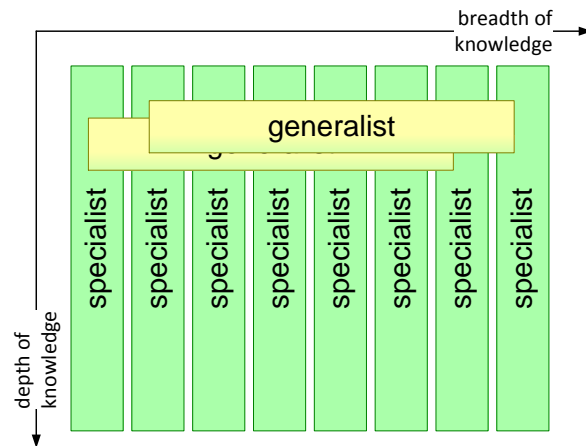 breadth of
knowledge
generalist
specialist
specialist
specialist
specialist
specialist
specialist
specialist
specialist
depth of
knowledge